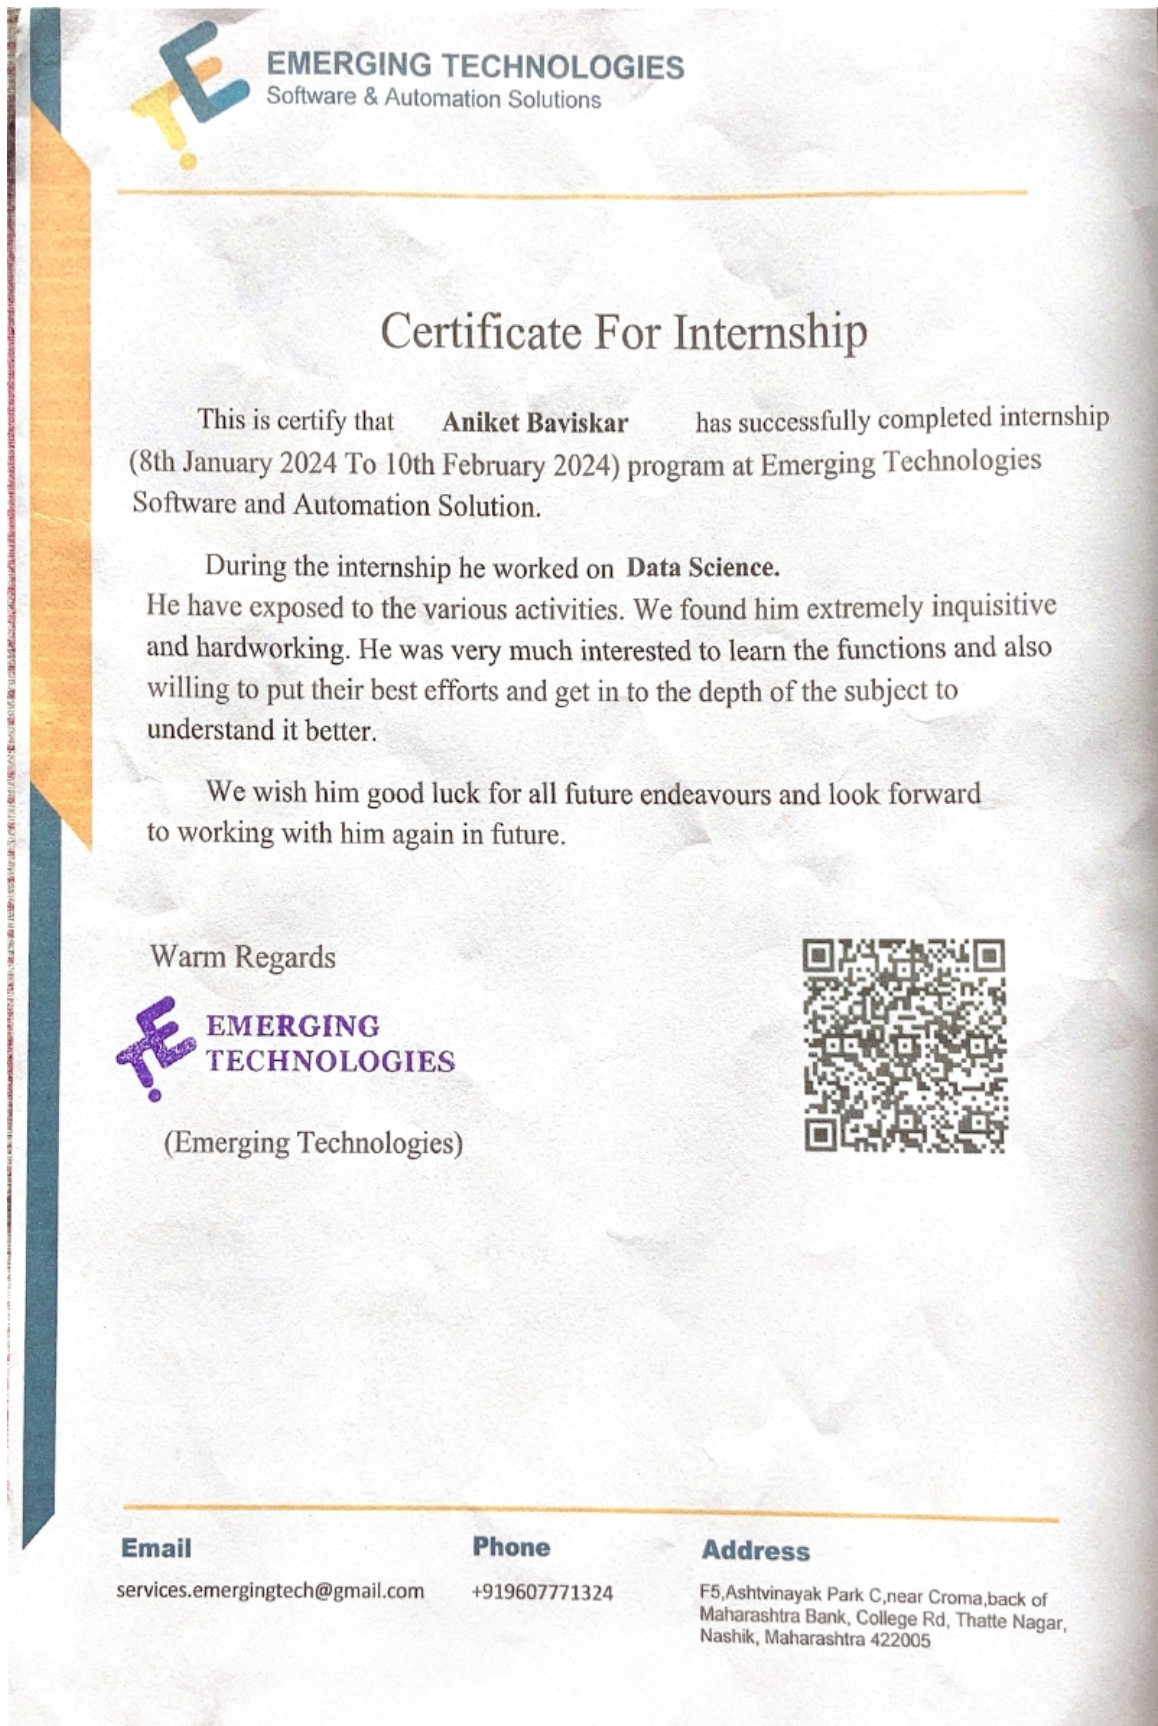 EMERGING TECHNOLOGIES
Software & Automation Solutions
Certificate For Internship
This is certify that Aniket Baviskar has successfully completed internship
(8th January 2024 To 10th February 2024) program at Emerging Technologies
Software and Automation Solution.
During the internship he worked on Data Science.
He have exposed to the various activities. We found him extremely inquisitive
and hardworking. He was very much interested to learn the functions and also
willing to put their best efforts and get in to the depth of the subject to
understand it better.
We wish him good luck for all future endeavours and look forward
to working with him again in future.
Warm Regards
EMERGING
TECHNOLOGIES
(Emerging Technologies)
Email
services.emergingtech@gmail.com
Phone
+919607771324
Address
F5,Ashtvinayak Park C,near Croma,back of
Maharashtra Bank, College Rd, Thatte Nagar,
Nashik, Maharashtra 422005